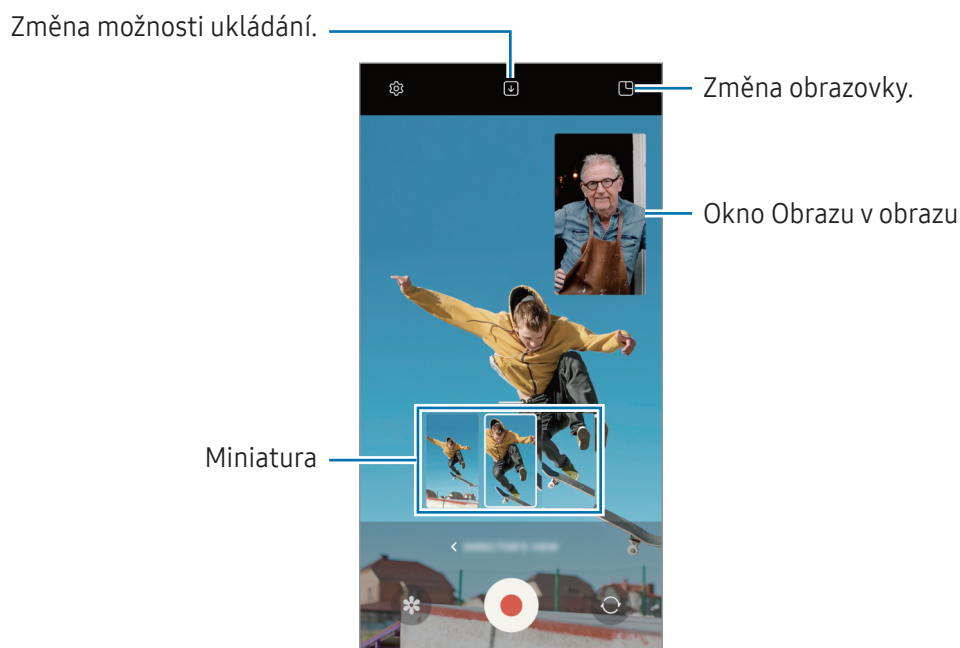 Změna možnosti ukládání.
Změna obrazovky.
Okno Obrazu v obrazu
Miniatura